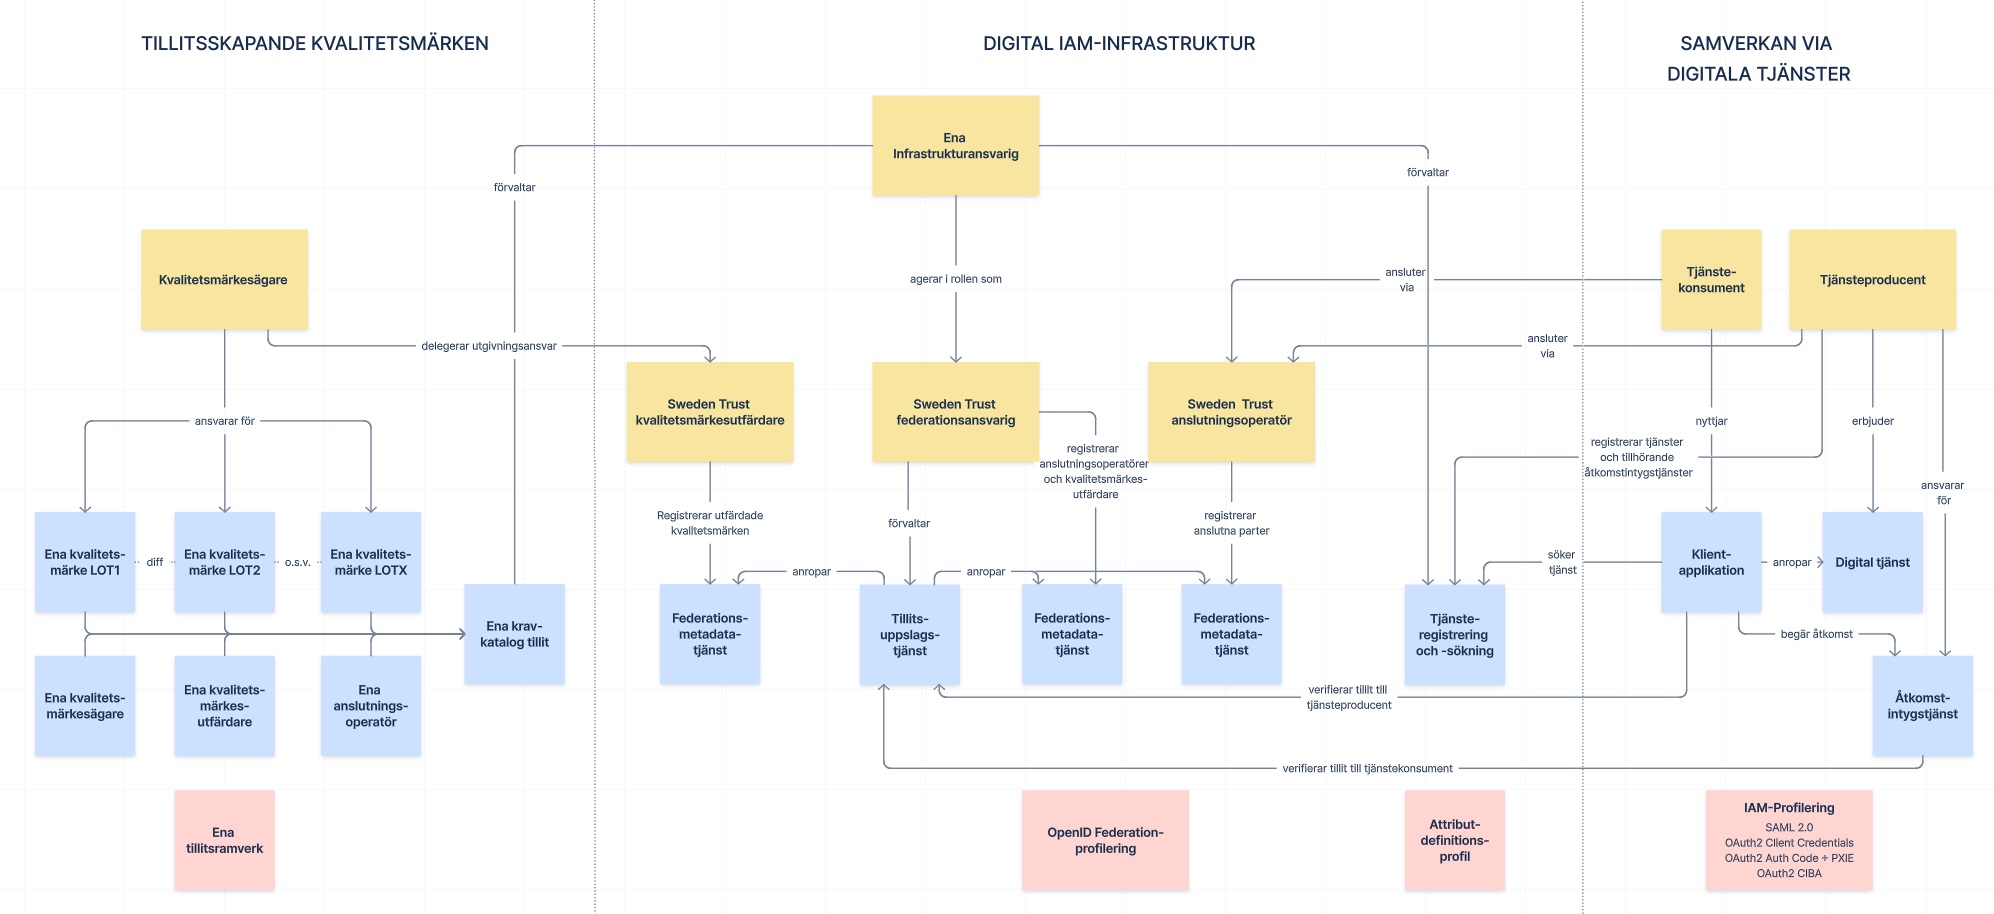 TILLITSSKAPANDE KVALITETSMÄRKEN
DIGITAL IAM-INFRASTRUKTUR
SAMVERKAN VIA
DIGITALA TJÄNSTER
Ena
Infrastrukturansvarig
förvaltar
förvaltar
Kvalitetsmärkesägare
agerar i rollen som
ansluter
via
Tjänste-
konsument
Tjänsteproducent
delegerar utgivningsansvar
ansluter
via
Sweden Trust
kvalitetsmärkesutfärdare
Sweden Trust
federationsansvarig
Sweden Trust
anslutningsoperatör
ansvarar för
nyttjar
erbjuder
registrerar
anslutningsoperatörer
och kvalitetsmärkes-
utfärdare
registrerar tjänster
och tillhörande
åtkomstintygstjänster
ansvarar
för
Registrerar utfärdade
kvalitetsmärken
förvaltar
registrerar
anslutna parter
Ena kvalitets-
märke LOT1
diff
Ena kvalitets-
märke LOT2
o.s.v.
Ena kvalitets-
märke LOTX
anropar
anropar
söker
tjänst
Klient-
applikation
anropar
Digital tjänst
Ena krav-
katalog tillit
Federations-
metadata-
tjänst
Tillits-
uppslags-
tjänst
Federations-
metadata-
tjänst
Federations-
metadata-
tjänst
Tjänste-
registrering
och -sökning
begär åtkomst
Ena kvalitets-
märkesägare
Ena kvalitets-
märkes-
utfärdare
Ena
anslutnings-
operatör
verifierar tillit till
tjänsteproducent
Åtkomst-
intygstjänst
verifierar tillit till tjänstekonsument
Ena
tillitsramverk
OpenID Federation-
profilering
Attribut-
definitions-
profil
IAM-Profilering
SAML 2.0
OAuth2 Client Credentials
OAuth2 Auth Code + PXIE
OAuth2 CIBA